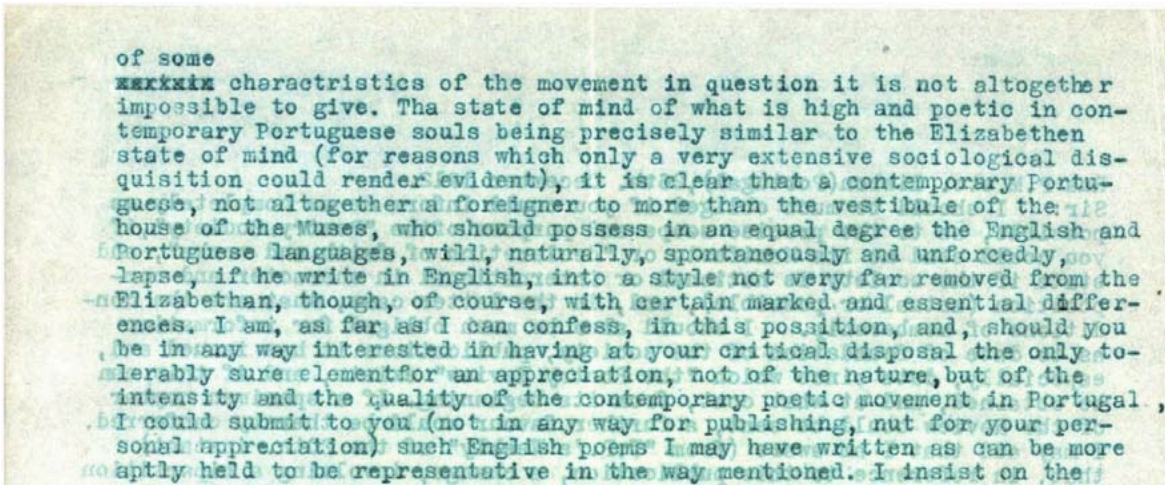 of some
charactristics of the movement in question it is not altogether
impossible to give. Tha state of mind of what is high and poetic in con-
temporary Portuguese souls being precisely similar to the Elizabethen
state of mind (for reasons which only a very extensive sociological dis-
quisition could render evident), it is clear that a contemporary Portu-
guese, not altogether a foreigner to more than the vestibule of the
house of the Muses, who should possess in an equal degree the English and
Portuguese languages, will, naturally, spontaneously and unforcedly,
lapse, if he write in English, into a style not very far removed from the
Elizabethan, though, of course, with certain marked and essential differ-
ences. I am, as far as I can confess, in this possition, and, should you
be in any way interested in having at your critical disposal the only to-
lerably sure elementfor an appreciation, not of the nature,but of the
intensity and the quality of the contemporary poetic movement in Portugal,
I could submit to you (not in any way for publishing, nut for your per-
sonal appreciation) such English poems I may have written as can be more
aptly held to be representative in the way mentioned. I insist on the